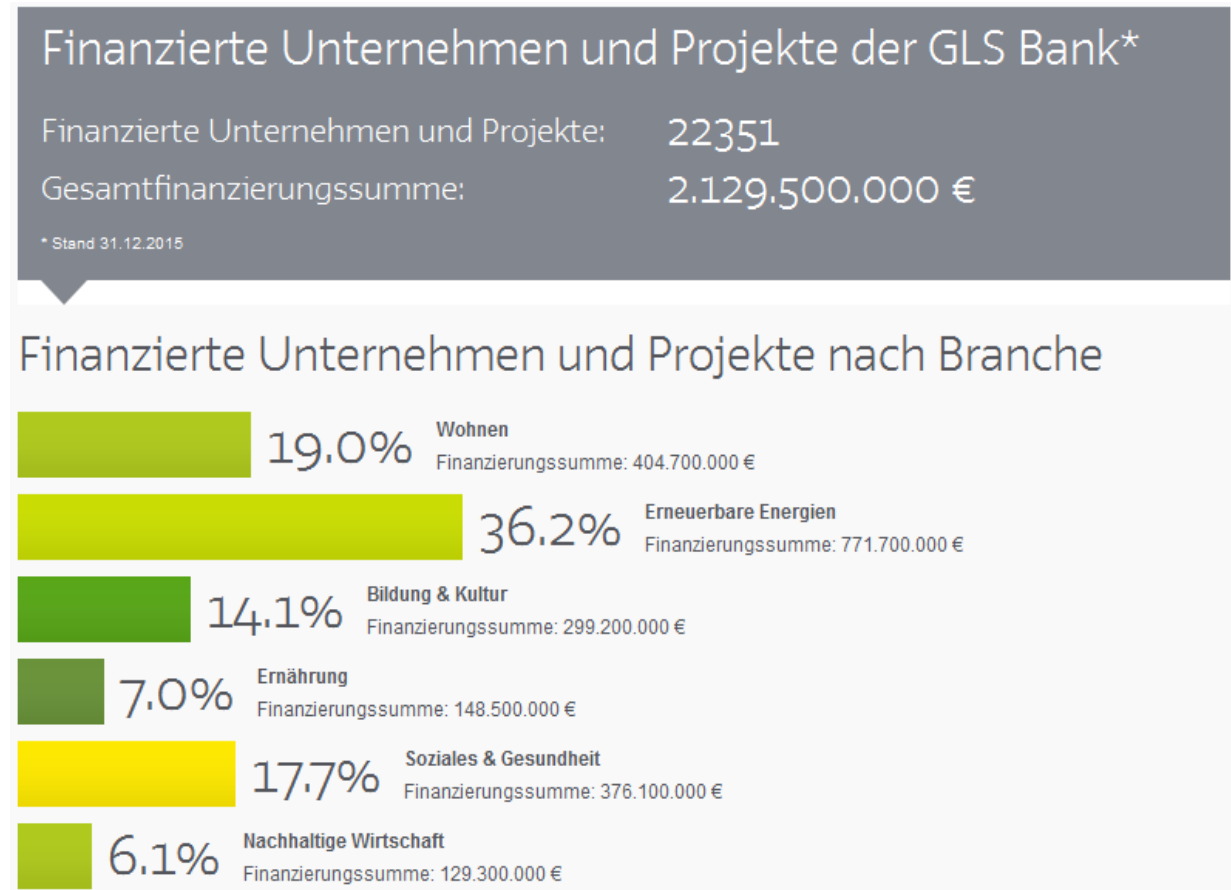 Finanzierte Unternehmen und Projekte der GLS Bank*
Finanzierte Unternehmen und Projekte: 22351
Gesamtfinanzierungssumme: 2.129.500.000 €
* Stand 31.12.2015
Finanzierte Unternehmen und Projekte nach Branche
19.0% Wohnen
Finanzierungssumme: 404.700.000 €
36.2% Erneuerbare Energien
Finanzierungssumme: 771.700.000 €
14.1% Bildung & Kultur
Finanzierungssumme: 299.200.000 €
7.0% Ernährung
Finanzierungssumme: 148.500.000 €
17.7% Soziales & Gesundheit
Finanzierungssumme: 376.100.000 €
6.1% Nachhaltige Wirtschaft
Finanzierungssumme: 129.300.000 €